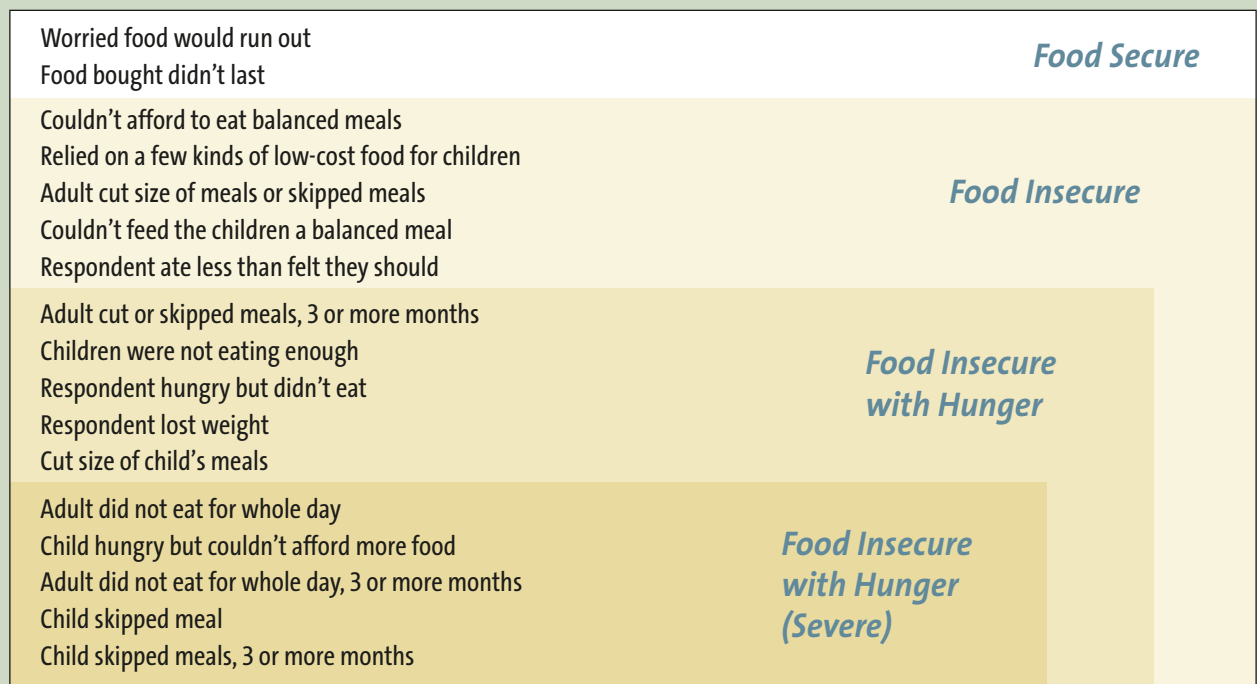 Worried food would run out
Food bought didn’t last
Food Secure
Couldn’t afford to eat balanced meals
Relied on a few kinds of low-cost food for children
Adult cut size of meals or skipped meals
Couldn’t feed the children a balanced meal
Respondent ate less than felt they should
Food Insecure
Adult cut or skipped meals, 3 or more months
Children were not eating enough
Respondent hungry but didn’t eat
Respondent lost weight
Cut size of child’s meals
Food Insecure
with Hunger
Adult did not eat for whole day
Child hungry but couldn’t afford more food
Adult did not eat for whole day, 3 or more months
Child skipped meal
Child skipped meals, 3 or more months
Food Insecure
with Hunger
(Severe)